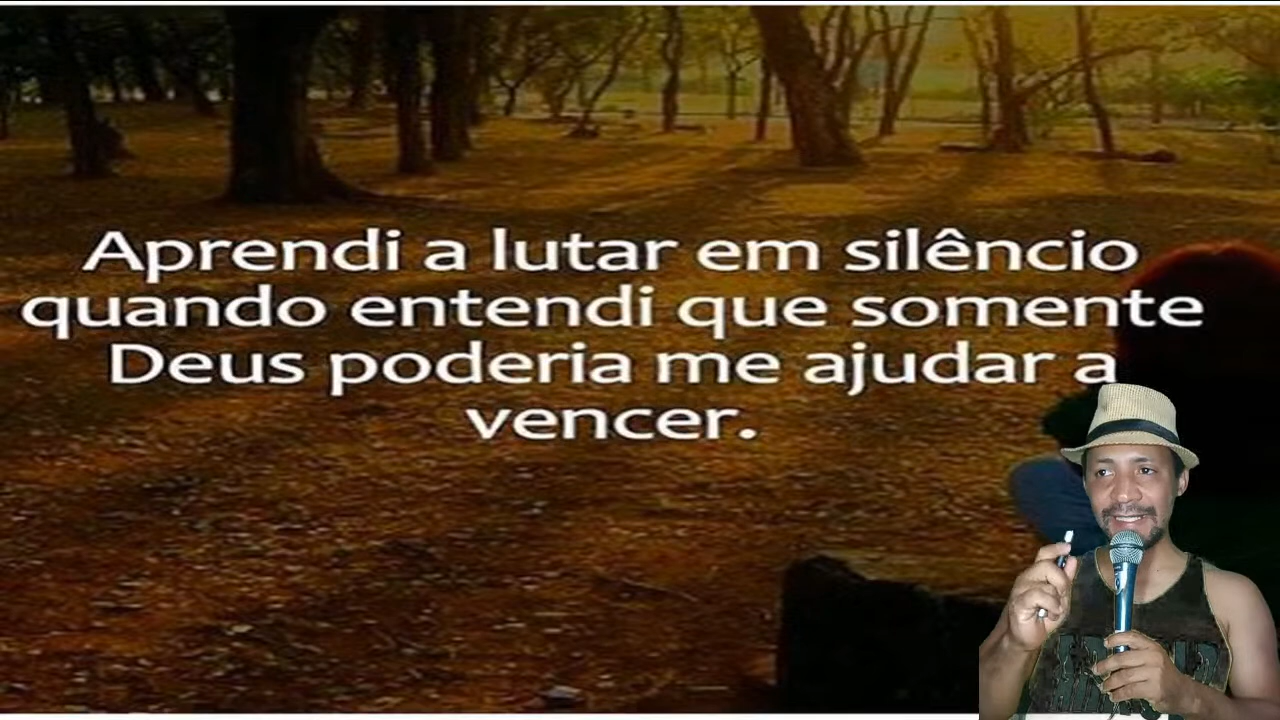 Aprendi a lutar em silêncio
quando entendi que somente
Deus poderia me ajudar a
vencer.